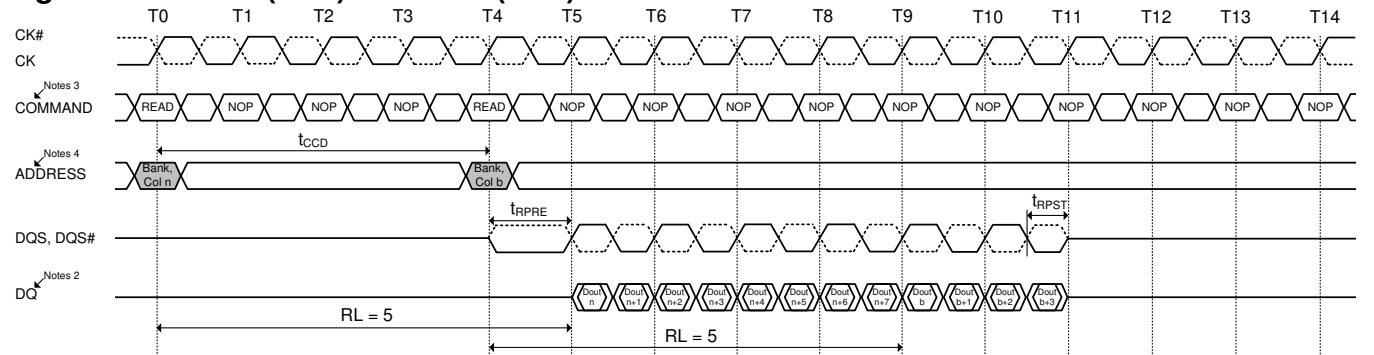 T0 T1 T2 T3 T4 T5 T6 T7 T8 T9 T10 T11 T12 T13 T14
CK#
CK
Notes 3
COMMAND READ NOP NOP NOP READ NOP NOP NOP NOP NOP NOP NOP NOP NOP NOP
tCCD
Notes 4
ADDRESS
Bank, Col n
Bank, Col b
tRPRE
tRPST
DQS, DQS#
Notes 2
DQ
Dout n
Dout n+1
Dout n+2
Dout n+3
Dout n+4
Dout n+5
Dout n+6
Dout n+7
Dout b
Dout b+1
Dout b+2
Dout b+3
RL = 5
RL = 5